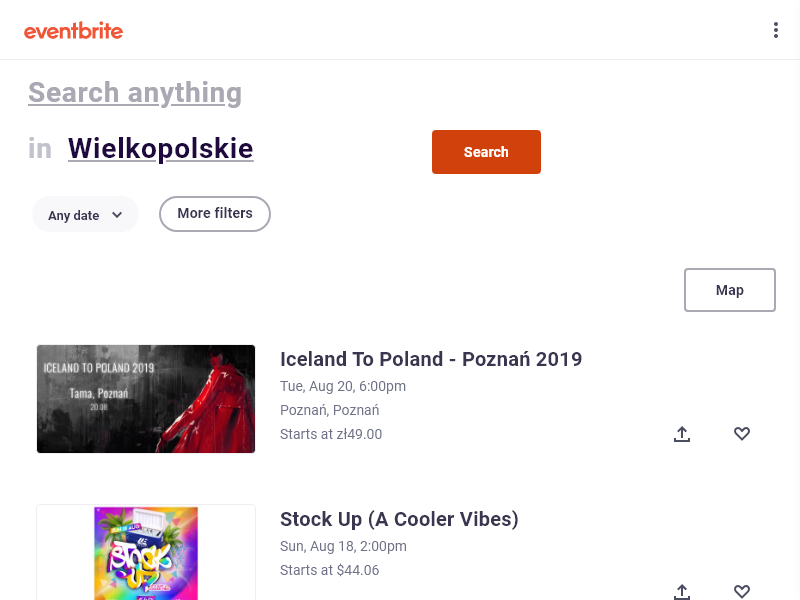 eventbrite
Search anything
in Wielkopolskie
Search
Any date
More filters
Map
ICELAND TO POLAND 2019
Tama, Poznań
20.08
Iceland To Poland - Poznań 2019
Tue, Aug 20, 6:00pm
Poznań, Poznań
Starts at zł49.00
STOCK
UP
Stock Up (A Cooler Vibes)
Sun, Aug 18, 2:00pm
Starts at $44.06